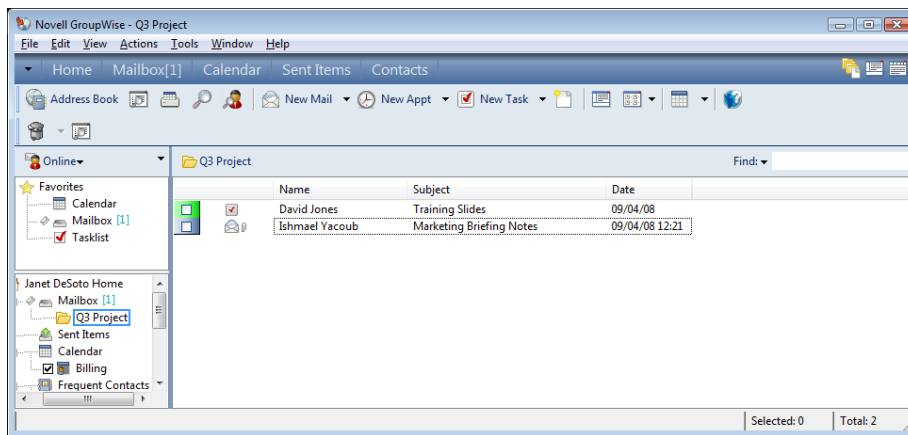 Novell GroupWise - Q3 Project
File Edit View Actions Tools Window Help
Home Mailbox[1] Calendar Sent Items Contacts
Address Book New Mail New Appt New Task
Online Q3 Project Find:
Favorites
Calendar
Mailbox [1]
Tasklist
Name Subject Date
David Jones Training Slides 09/04/08
Ishmael Yacoub Marketing Briefing Notes 09/04/08 12:21
Janet DeSoto Home
Mailbox [1]
Q3 Project
Sent Items
Calendar
Billing
Frequent Contacts
Selected: 0 Total: 2